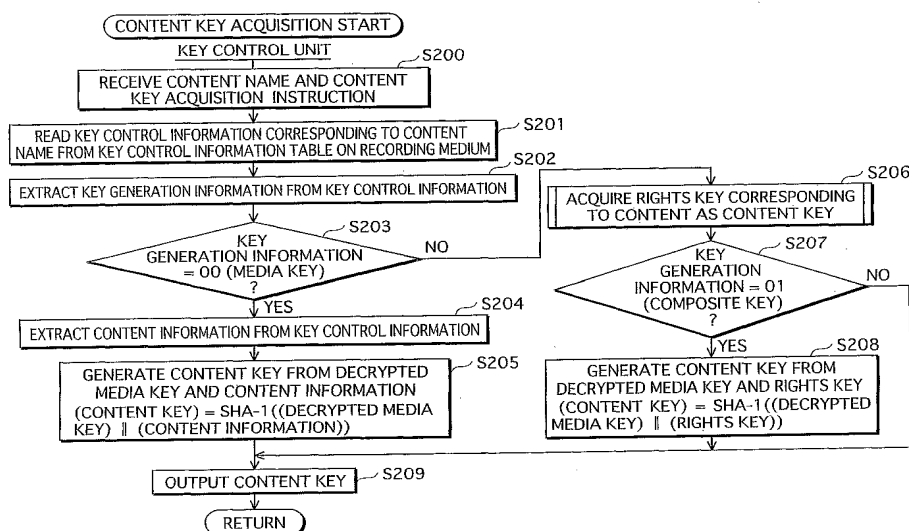 CONTENT KEY ACQUISITION START
KEY CONTROL UNIT
S200
RECEIVE CONTENT NAME AND CONTENT
KEY ACQUISITION INSTRUCTION
S201
READ KEY CONTROL INFORMATION CORRESPONDING TO CONTENT
NAME FROM KEY CONTROL INFORMATION TABLE ON RECORDING MEDIUM
S202
EXTRACT KEY GENERATION INFORMATION FROM KEY CONTROL INFORMATION
S203
KEY
GENERATION INFORMATION
= 00 (MEDIA KEY)
?
NO
YES
S204
EXTRACT CONTENT INFORMATION FROM KEY CONTROL INFORMATION
S205
GENERATE CONTENT KEY FROM DECRYPTED
MEDIA KEY AND CONTENT INFORMATION
(CONTENT KEY) = SHA-1((DECRYPTED MEDIA
KEY) || (CONTENT INFORMATION))
S206
ACQUIRE RIGHTS KEY CORRESPONDING
TO CONTENT AS CONTENT KEY
S207
KEY
GENERATION
INFORMATION = 01
(COMPOSITE KEY)
?
NO
YES
S208
GENERATE CONTENT KEY FROM
DECRYPTED MEDIA KEY AND RIGHTS KEY
(CONTENT KEY) = SHA-1((DECRYPTED
MEDIA KEY) || (RIGHTS KEY))
S209
OUTPUT CONTENT KEY
RETURN